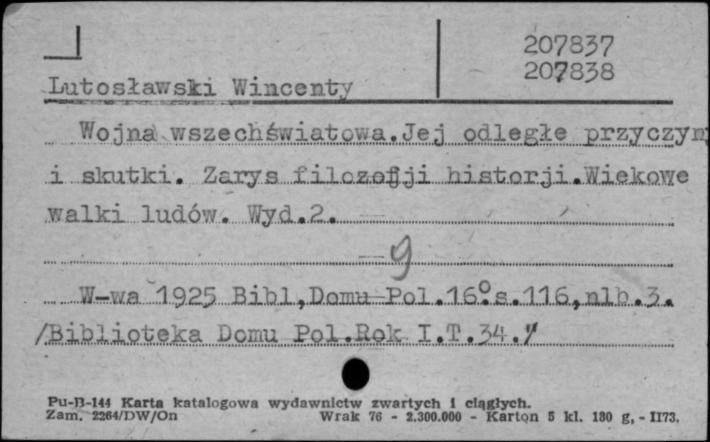 207837
207838
Lutosławski Wincenty
Wojna wszechświatowa.Jej odległe przyczyn
i skutki. Zarys filozofji historji.Wiekowe
walki ludów. Wyd.2.
9
W-wa 1925 Bibl,Domu Pol.16°.s.116,nlb.3.
/Biblioteka Domu Pol.Rok I.T.34./
Pu-B-144 Karta katalogowa wydawnictw zwartych i ciągłych.
Zam. 2264/DW/On Wrak 76 - 2.300.000 - Karton 5 kl. 180 g, - II73.